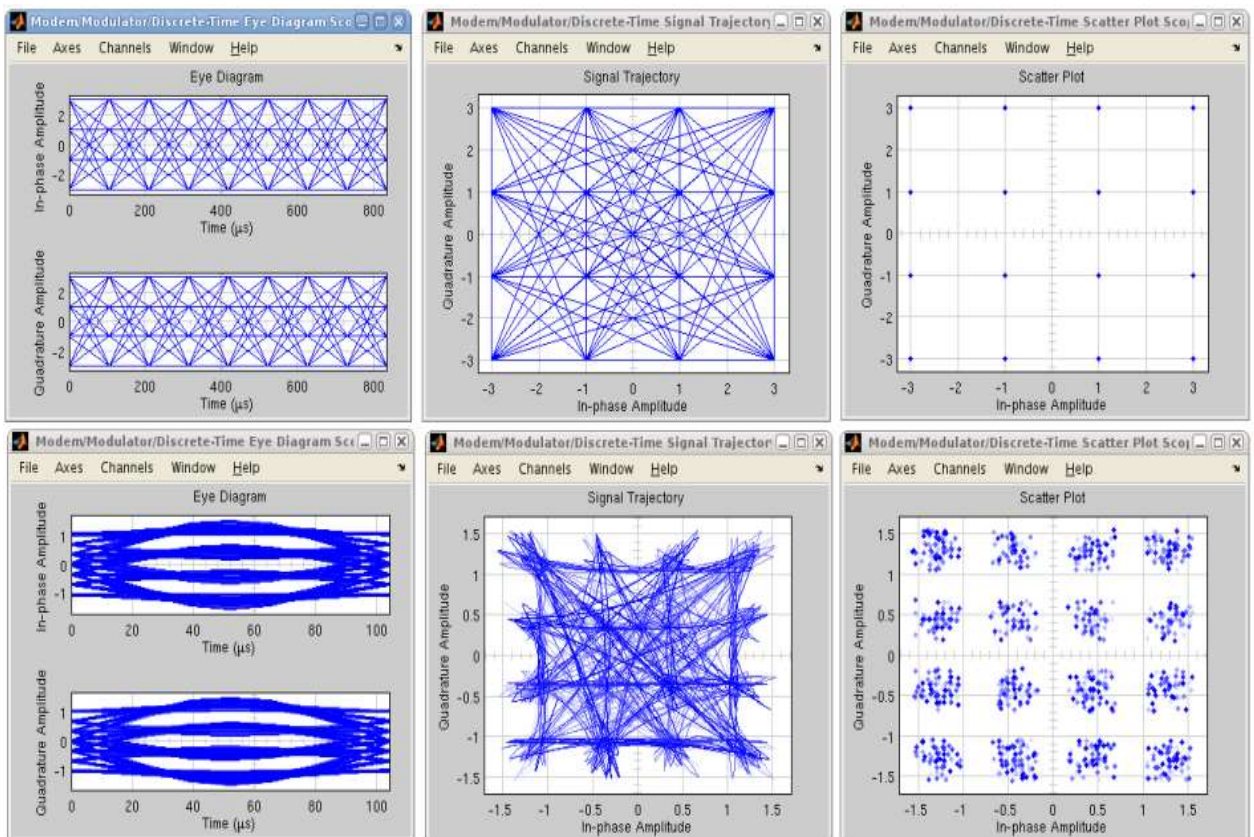 Modem/Modulator/Discrete-Time Eye Diagram Sco
File Axes Channels Window Help
Eye Diagram
In-phase Amplitude
2
0
-2
0 200 400 600 800
Time (μs)
Quadrature Amplitude
2
0
-2
0 200 400 600 800
Time (μs)
Modem/Modulator/Discrete-Time Signal Trajectory
File Axes Channels Window Help
Signal Trajectory
Quadrature Amplitude
3
2
1
0
-1
-2
-3
-3 -2 -1 0 1 2 3
In-phase Amplitude
Modem/Modulator/Discrete-Time Scatter Plot Scop
File Axes Channels Window Help
Scatter Plot
Quadrature Amplitude
3
2
1
0
-1
-2
-3
-3 -2 -1 0 1 2 3
In-phase Amplitude
Modem/Modulator/Discrete-Time Eye Diagram Sco
File Axes Channels Window Help
Eye Diagram
In-phase Amplitude
1
0
-1
0 20 40 60 80 100
Time (μs)
Quadrature Amplitude
1
0
-1
0 20 40 60 80 100
Time (μs)
Modem/Modulator/Discrete-Time Signal Trajectory
File Axes Channels Window Help
Signal Trajectory
Quadrature Amplitude
1.5
1
0.5
0
-0.5
-1
-1.5
-1.5 -1 -0.5 0 0.5 1 1.5
In-phase Amplitude
Modem/Modulator/Discrete-Time Scatter Plot Scop
File Axes Channels Window Help
Scatter Plot
Quadrature Amplitude
1.5
1
0.5
0
-0.5
-1
-1.5
-1.5 -1 -0.5 0 0.5 1 1.5
In-phase Amplitude